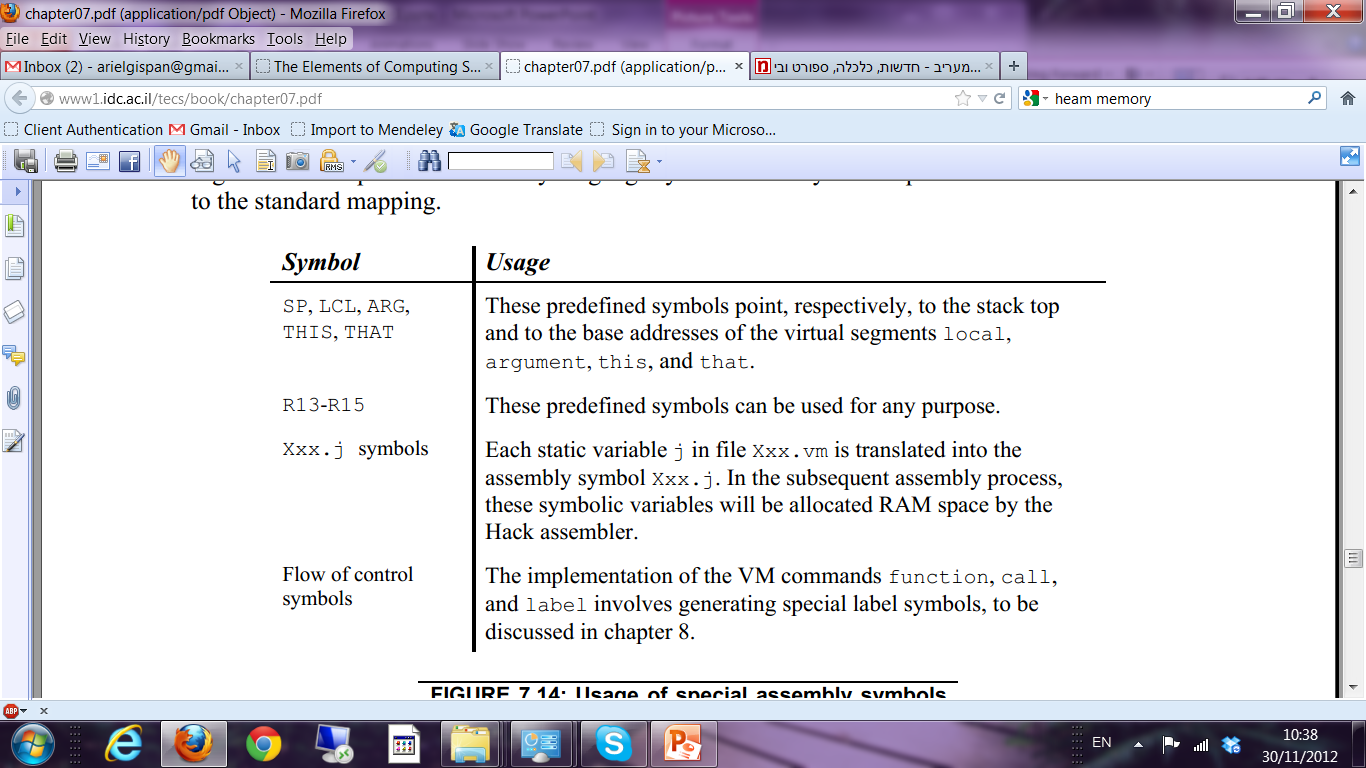 chapter07.pdf (application/pdf Object) - Mozilla Firefox
File Edit View History Bookmarks Tools Help
Inbox (2) - arielgispan@gmai...
The Elements of Computing S...
chapter07.pdf (application/p...
מעריב - חדשות, כלכלה, ספורט ובי...
www1.idc.ac.il/tecs/book/chapter07.pdf
heam memory
Client Authentication Gmail - Inbox Import to Mendeley Google Translate Sign in to your Microso...
RMS
to the standard mapping.
Symbol Usage
SP, LCL, ARG, These predefined symbols point, respectively, to the stack top
THIS, THAT and to the base addresses of the virtual segments local,
argument, this, and that.
R13-R15 These predefined symbols can be used for any purpose.
Xxx.j symbols Each static variable j in file Xxx.vm is translated into the
assembly symbol Xxx.j. In the subsequent assembly process,
these symbolic variables will be allocated RAM space by the
Hack assembler.
Flow of control The implementation of the VM commands function, call,
symbols and label involves generating special label symbols, to be
discussed in chapter 8.
FIGURE 7.14: Usage of special assembly symbols
ABP
EN
10:38
30/11/2012